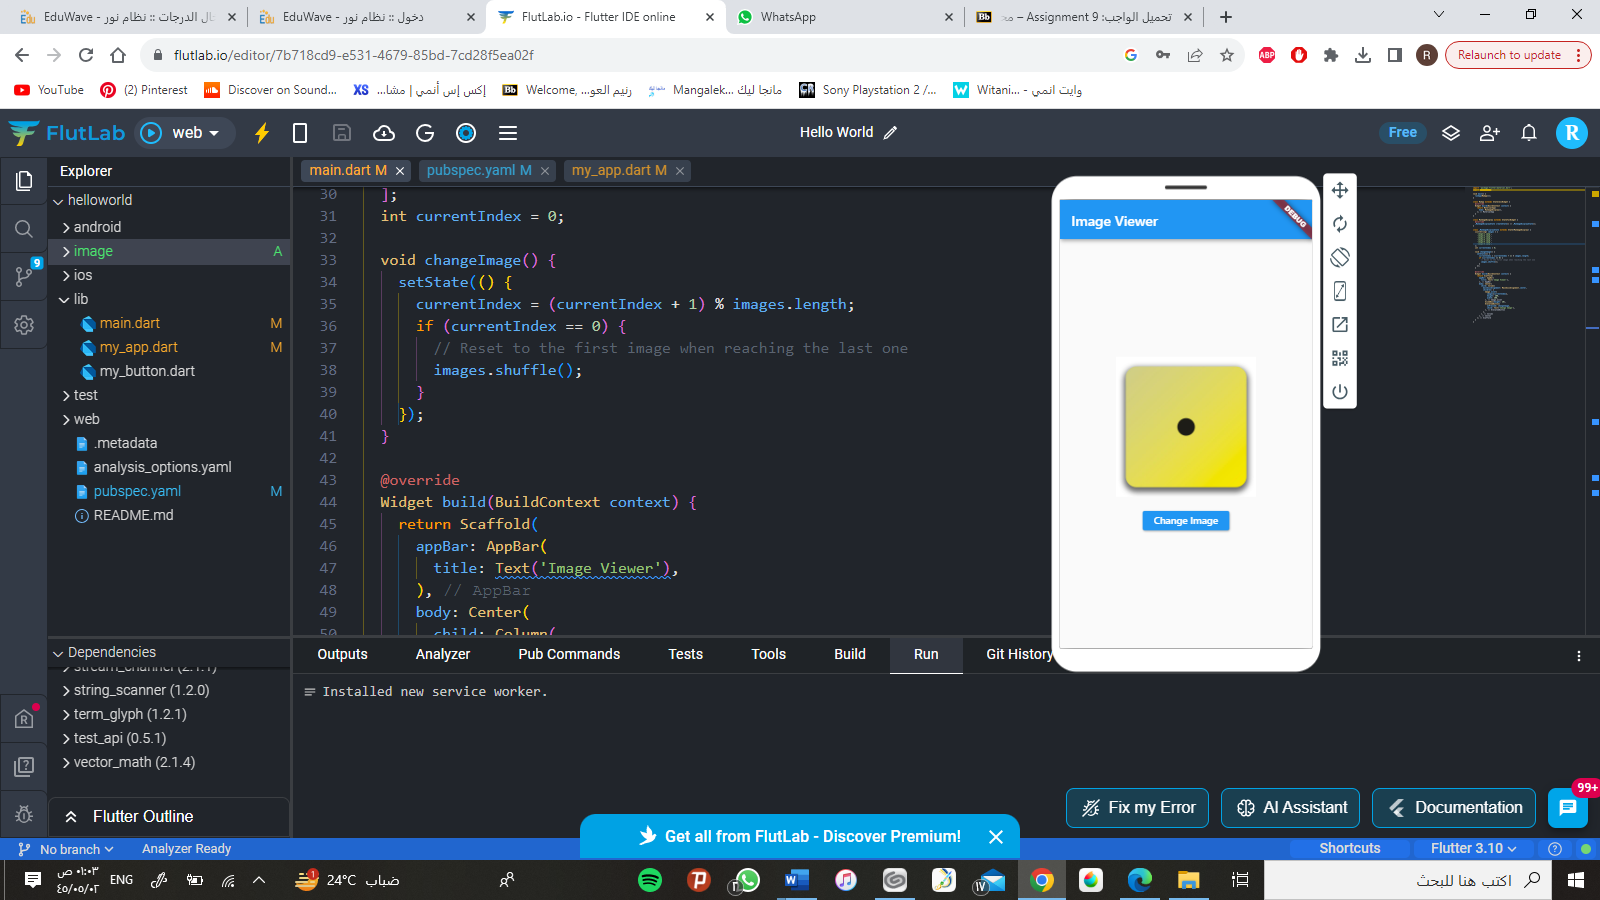 EduWave - دخول :: نظام نور
FlutLab.io - Flutter IDE online
WhatsApp
flutlab.io/editor/7b718cd9-e531-4679-85bd-7cd28f5ea02f
R
Relaunch to update
YouTube
(2) Pinterest
Discover on Sound...
Sony Playstation 2 /...
FlutLab
web
Hello World
Free
R
Explorer
main.dart M
pubspec.yaml M
my_app.dart M
helloworld
android
image A
ios
lib
main.dart M
my_app.dart M
my_button.dart
test
web
.metadata
analysis_options.yaml
pubspec.yaml M
README.md
9
30 ];
31 int currentIndex = 0;
32
33 void changeImage() {
34 setState(() {
35 currentIndex = (currentIndex + 1) % images.length;
36 if (currentIndex == 0) {
37 // Reset to the first image when reaching the last one
38 images.shuffle();
39 }
40 });
41 }
42
43 @override
44 Widget build(BuildContext context) {
45 return Scaffold(
46 appBar: AppBar(
47 title: Text('Image Viewer'),
48 ), // AppBar
49 body: Center(
50 child: Column(
Image Viewer
DEBUG
Change Image
Dependencies
stream_channel (2.1.1)
string_scanner (1.2.0)
term_glyph (1.2.1)
test_api (0.5.1)
vector_math (2.1.4)
Flutter Outline
Outputs
Analyzer
Pub Commands
Tests
Tools
Build
Run
Git History
Installed new service worker.
Fix my Error
AI Assistant
Documentation
99+
Get all from FlutLab - Discover Premium!
No branch
Analyzer Ready
Shortcuts
Flutter 3.10
ENG
24°C ضباب
اكتب هنا للبحث